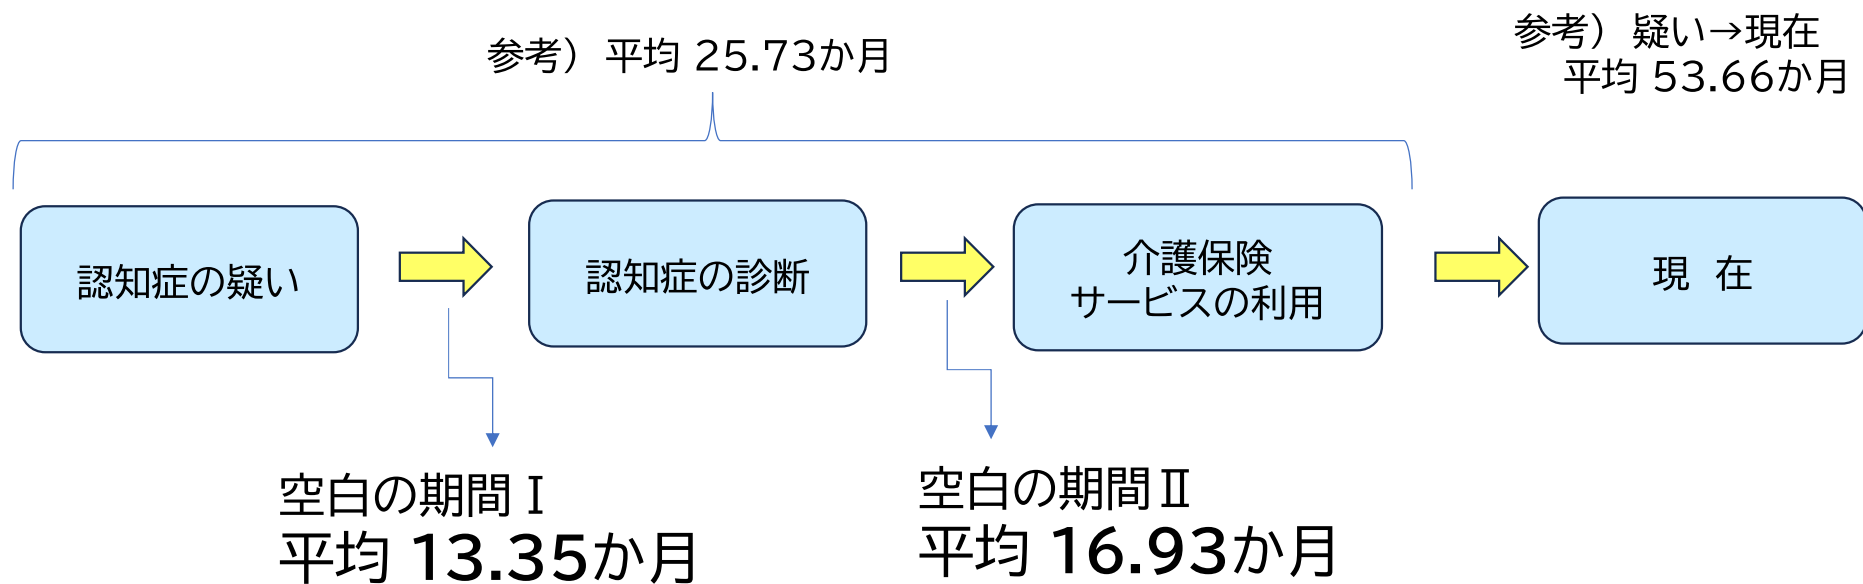 参考）平均 25.73か月
参考）疑い→現在
平均 53.66か月
認知症の疑い
認知症の診断
介護保険
サービスの利用
現 在
空白の期間Ⅰ
平均 13.35か月
空白の期間Ⅱ
平均 16.93か月